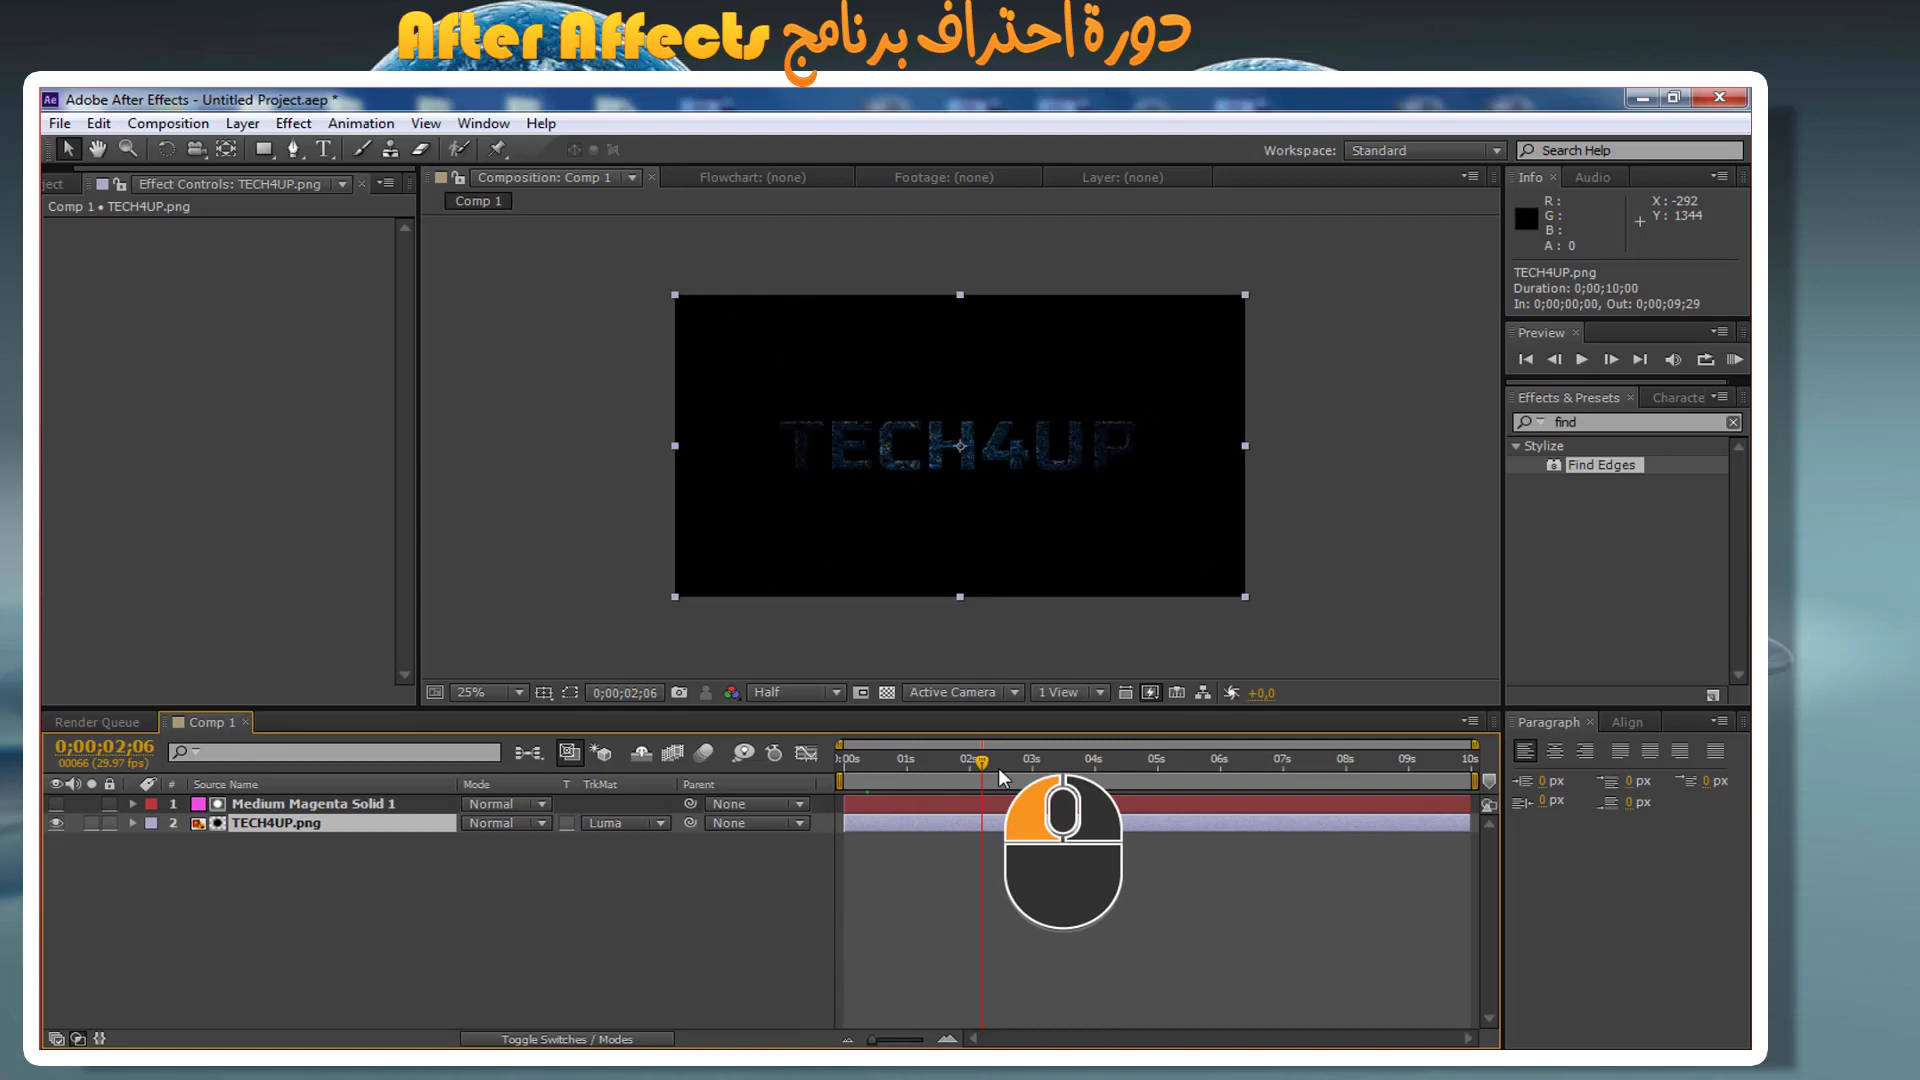 دورة احتراف برنامج After Affects
Adobe After Effects - Untitled Project.aep *
File Edit Composition Layer Effect Animation View Window Help
Workspace: Standard
Search Help
ject Effect Controls: TECH4UP.png
Comp 1 • TECH4UP.png
Composition: Comp 1
Flowchart: (none)
Footage: (none)
Layer: (none)
Comp 1
TECH4UP
25%
0;00;02;06
Half
Active Camera
1 View
+0,0
Info Audio
R :
G :
B :
A : 0
X : -292
Y : 1344
TECH4UP.png
Duration: 0;00;10;00
In: 0;00;00;00, Out: 0;00;09;29
Preview
Effects & Presets Characte
find
Stylize
Find Edges
Render Queue Comp 1
0;00;02;06
00066 (29.97 fps)
# Source Name Mode T TrkMat Parent
1 Medium Magenta Solid 1 Normal None
2 TECH4UP.png Normal Luma None
):00s 01s 02s 03s 04s 05s 06s 07s 08s 09s 10s
Toggle Switches / Modes
Paragraph Align
0 px 0 px 0 px
0 px 0 px